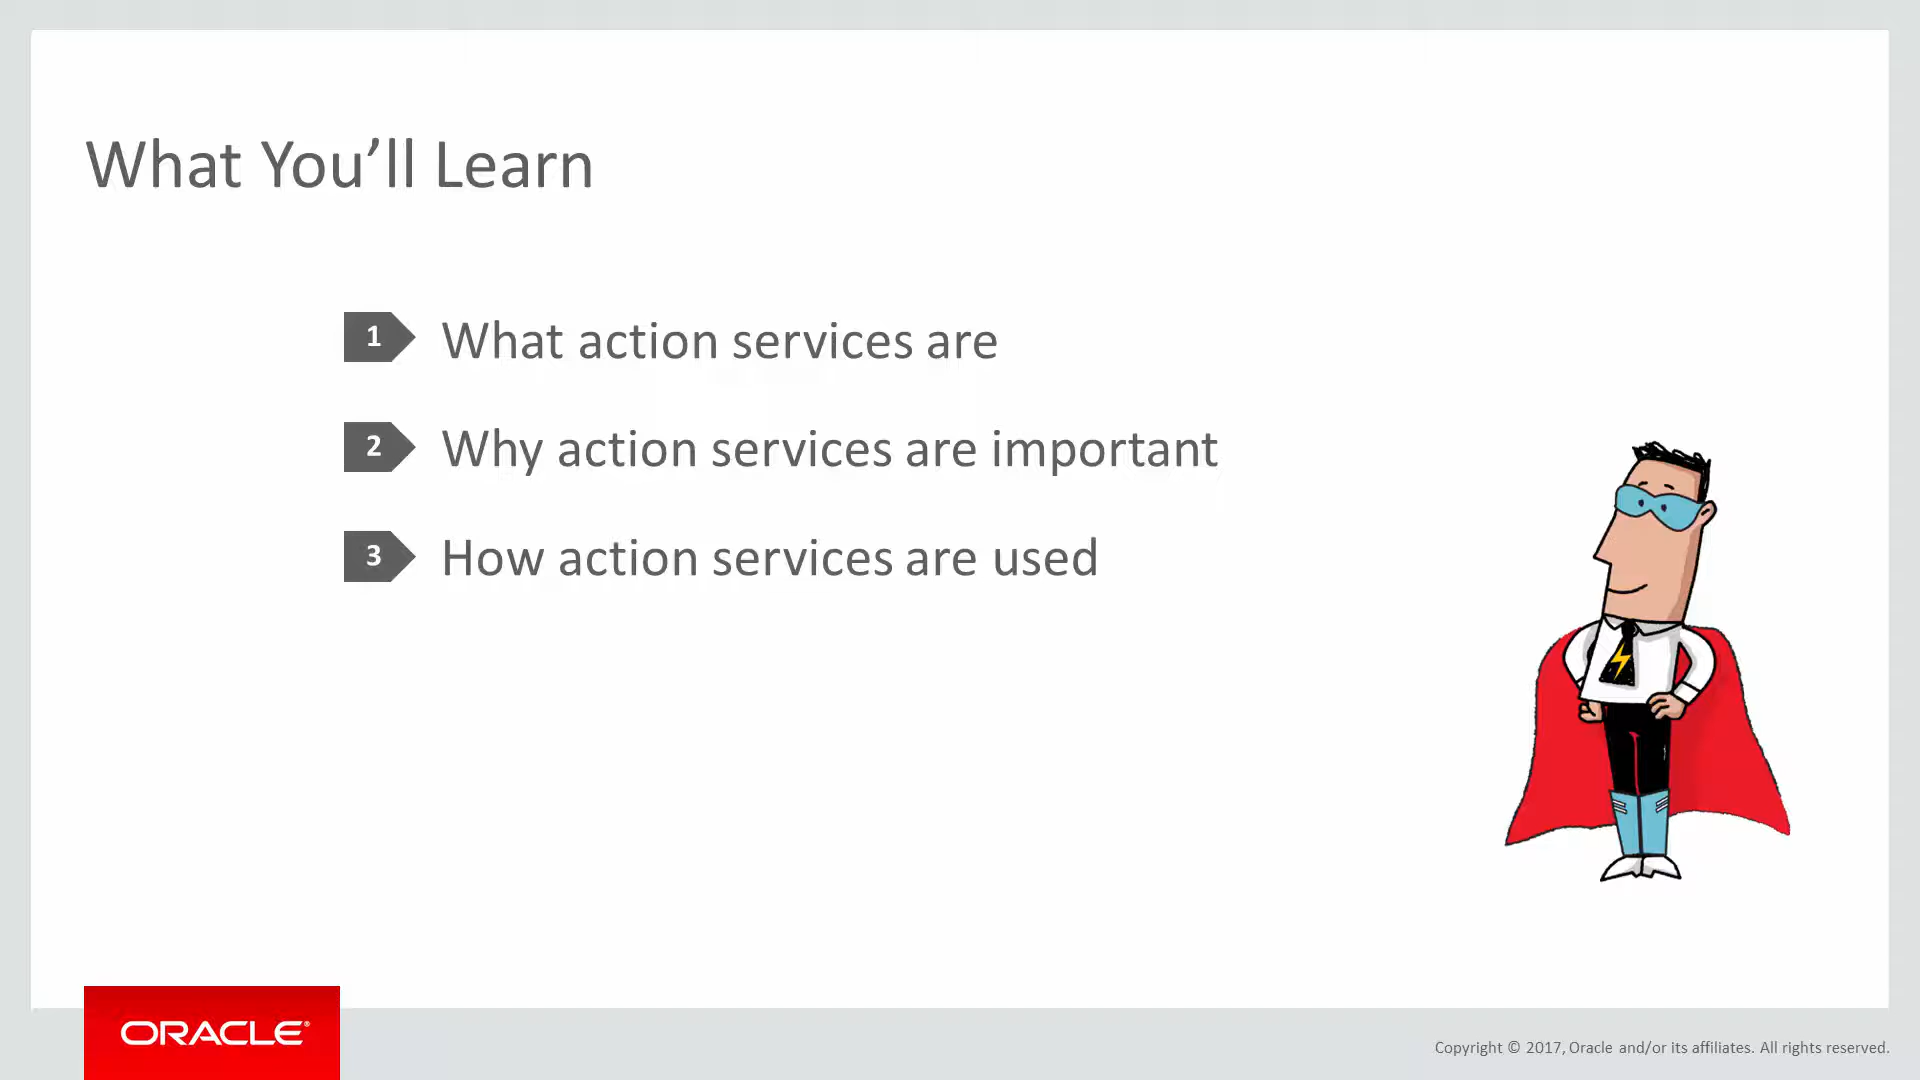 What You’ll Learn
1 What action services are
2 Why action services are important
3 How action services are used
ORACLE®
Copyright © 2017, Oracle and/or its affiliates. All rights reserved.